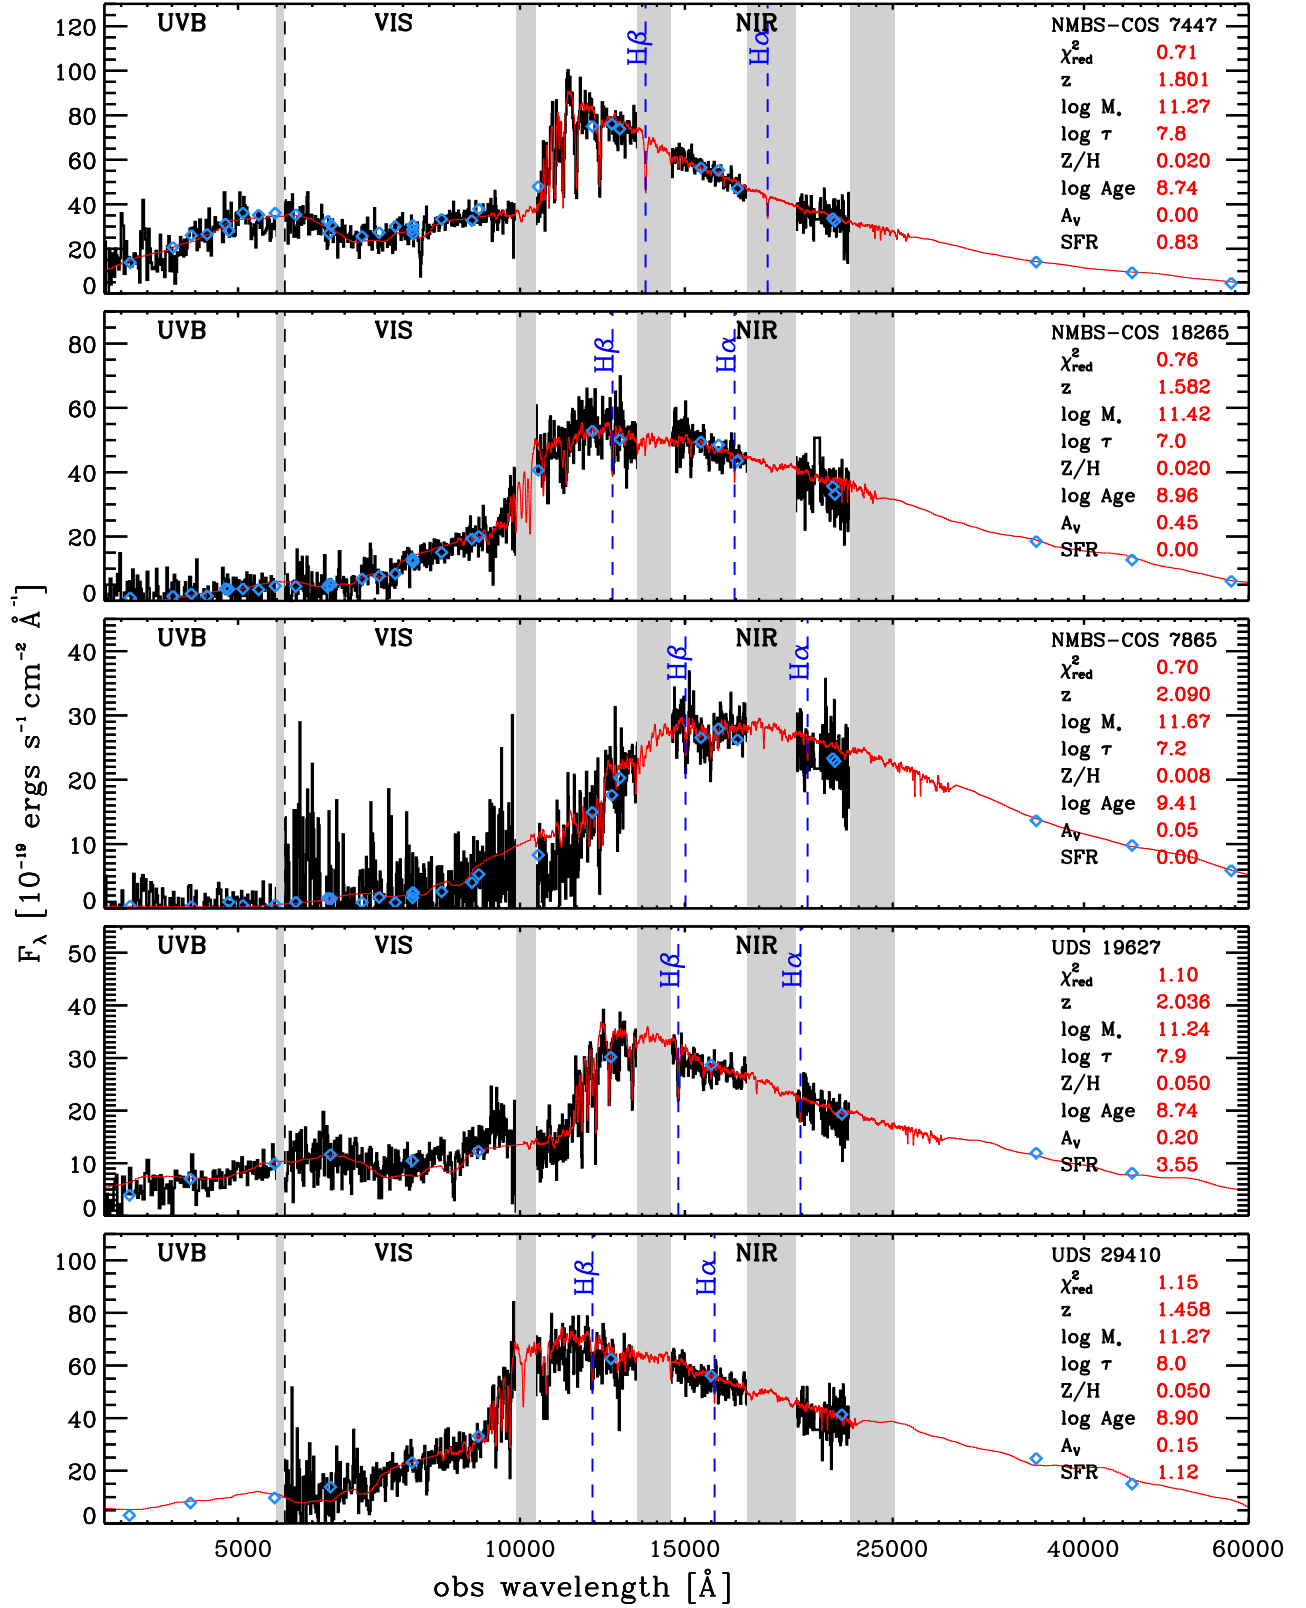 UVB VIS NIR
Hβ Hα
NMBS-COS 7447
χ²red 0.71
z 1.801
log M* 11.27
log τ 7.8
Z/H 0.020
log Age 8.74
Av 0.00
SFR 0.83
120
100
80
60
40
20
0
UVB VIS NIR
Hβ Hα
NMBS-COS 18265
χ²red 0.76
z 1.582
log M* 11.42
log τ 7.0
Z/H 0.020
log Age 8.96
Av 0.45
SFR 0.00
80
60
40
20
0
UVB VIS NIR
Hβ Hα
NMBS-COS 7865
χ²red 0.70
z 2.090
log M* 11.67
log τ 7.2
Z/H 0.008
log Age 9.41
Av 0.05
SFR 0.00
40
30
20
10
0
Fλ [10⁻¹⁹ ergs s⁻¹ cm⁻² Å⁻¹]
UVB VIS NIR
Hβ Hα
UDS 19627
χ²red 1.10
z 2.036
log M* 11.24
log τ 7.9
Z/H 0.050
log Age 8.74
Av 0.20
SFR 3.55
50
40
30
20
10
0
UVB VIS NIR
Hβ Hα
UDS 29410
χ²red 1.15
z 1.458
log M* 11.27
log τ 8.0
Z/H 0.050
log Age 8.90
Av 0.15
SFR 1.12
100
80
60
40
20
0
5000 10000 15000 25000 40000 60000
obs wavelength [Å]